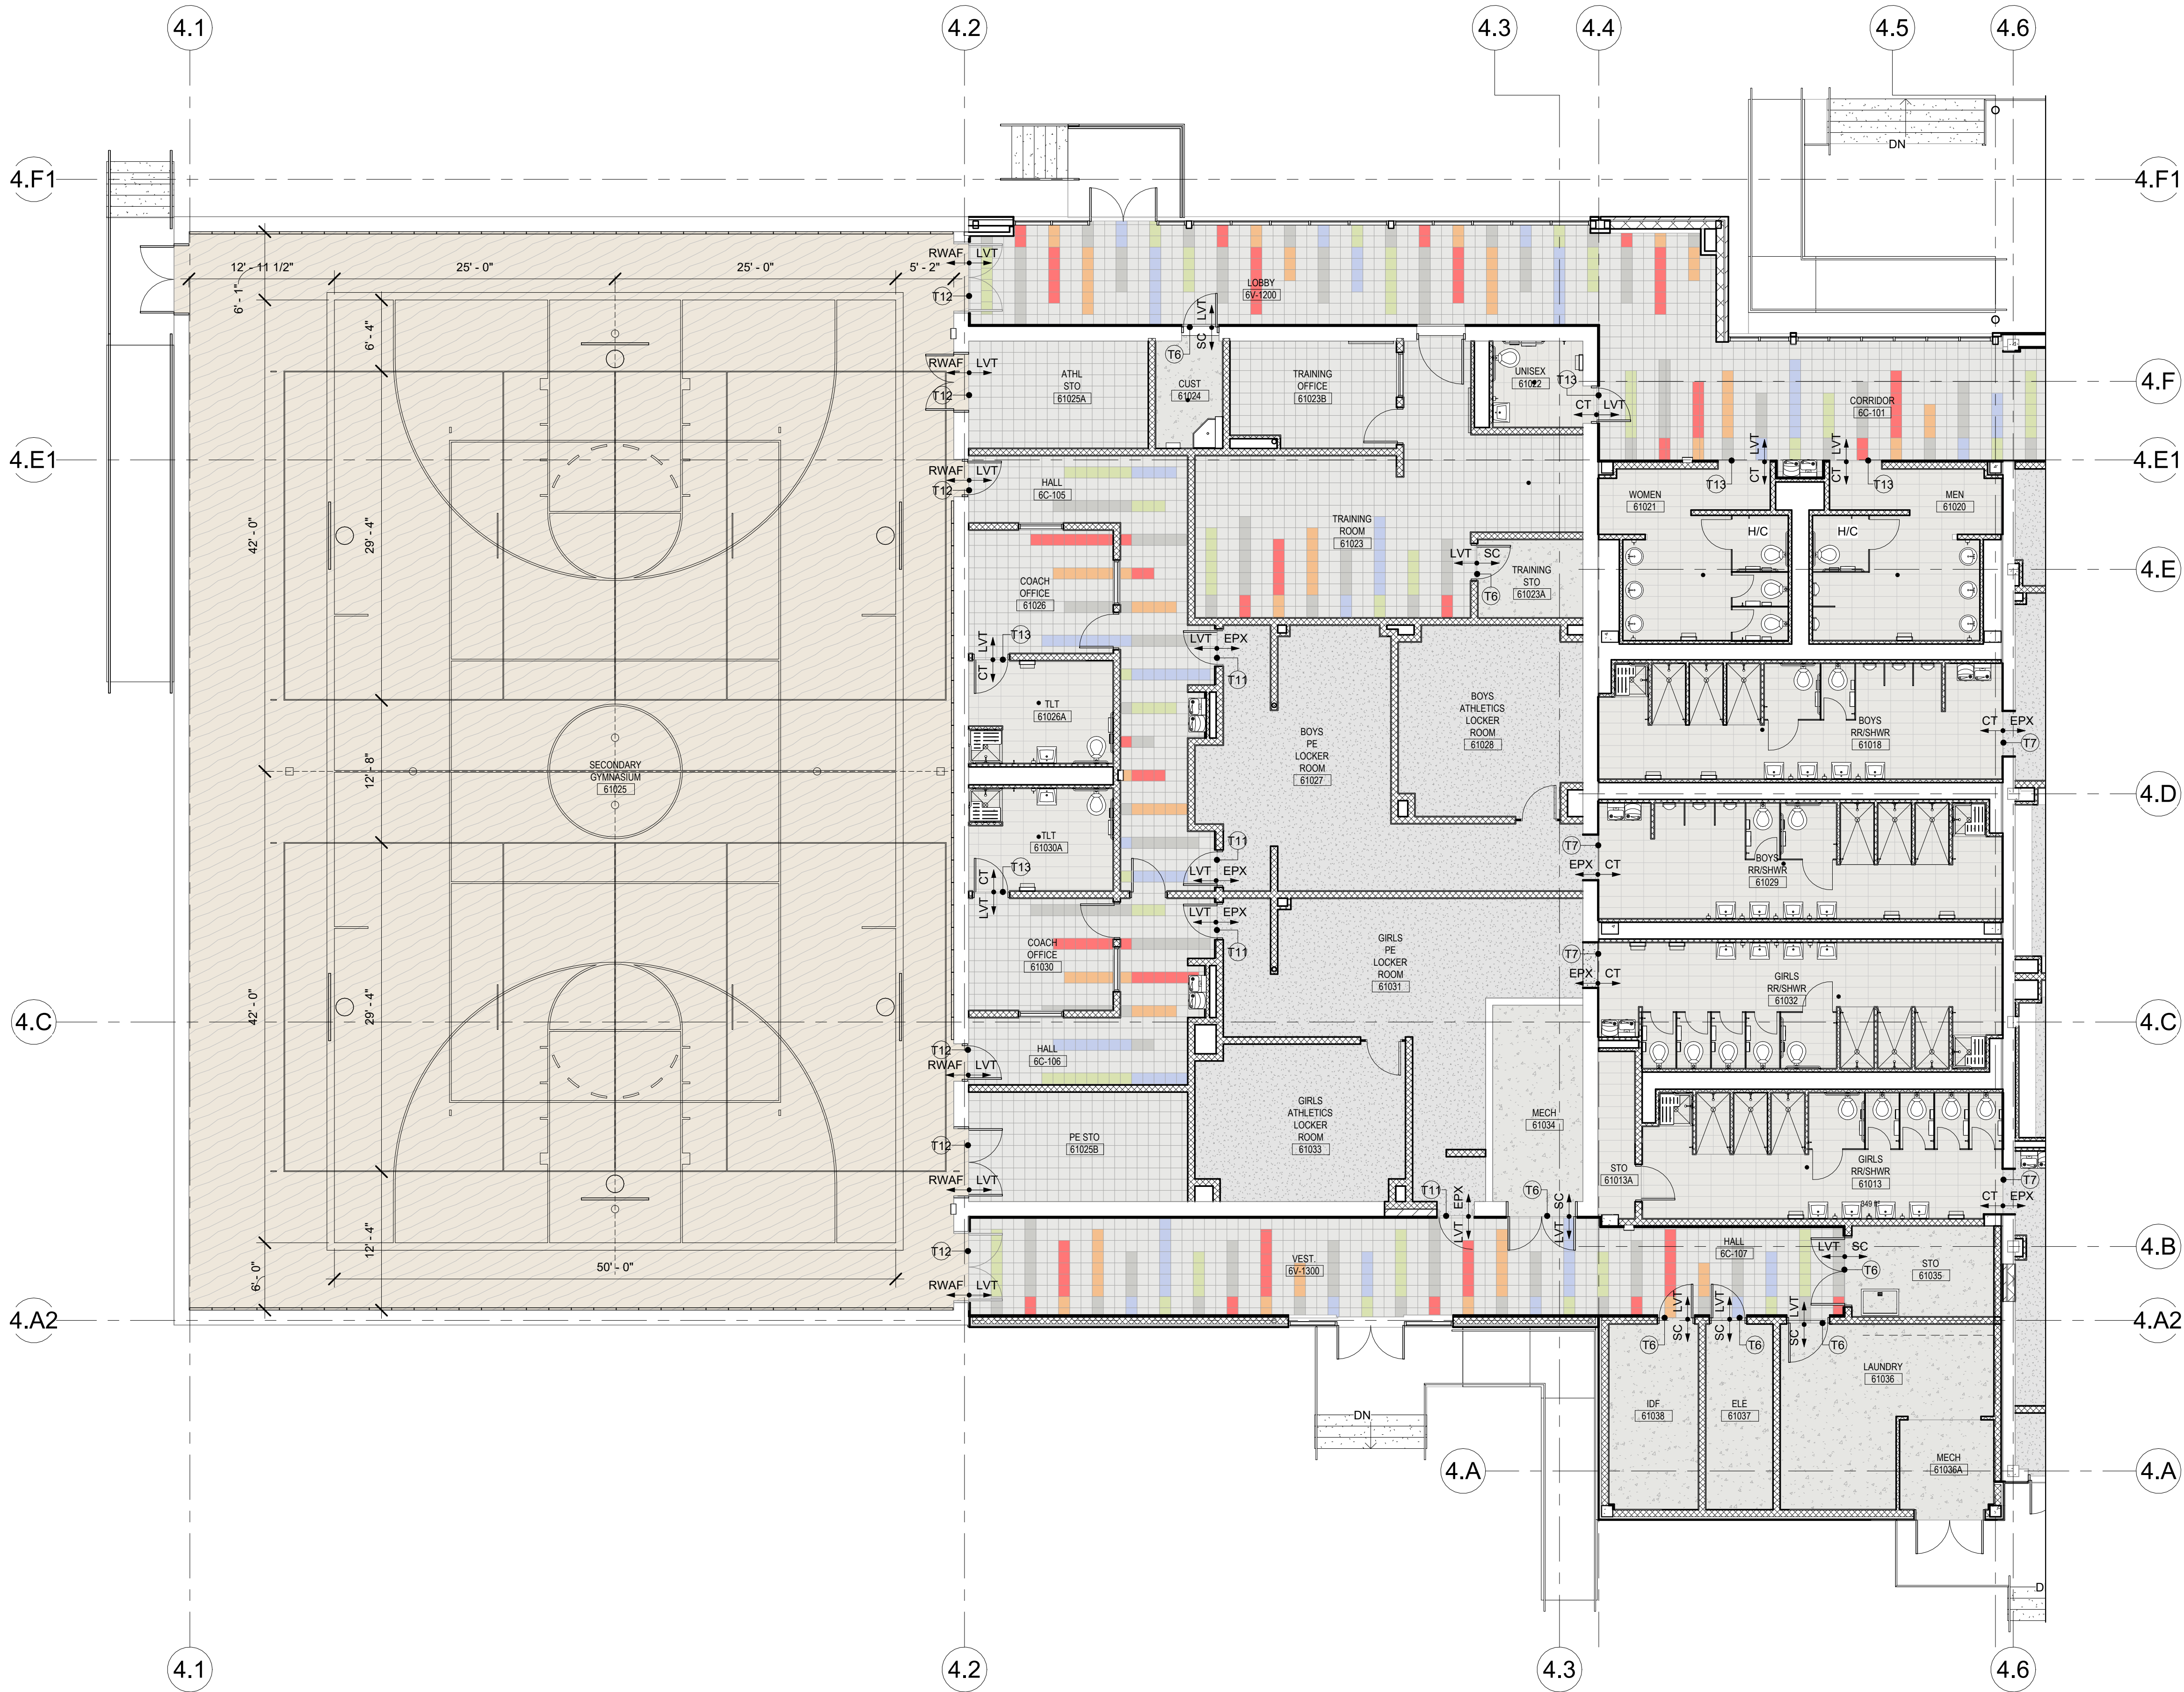 4.1
4.2
4.3
4.4
4.5
4.6
DN
4.F1
4.F1
RWAF
LVT
12' - 11 1/2"
25' - 0"
25' - 0"
5' - 2"
6' - 1"
T12
LOBBY
6V-1200
LVT
SC
T6
6' - 4"
RWAF
LVT
T12
ATHL
STO
61025A
CUST
61024
TRAINING
OFFICE
61023B
UNISEX
61022
T13
CT
LVT
CORRIDOR
6C-101
4.F
4.E1
4.E1
RWAF
LVT
T12
HALL
6C-105
LVT
CT
T13
LVT
CT
T13
WOMEN
61021
MEN
61020
H/C
H/C
TRAINING
ROOM
61023
LVT
SC
T6
TRAINING
STO
61023A
4.E
42' - 0"
29' - 4"
COACH
OFFICE
61026
LVT
CT
T13
LVT
EPX
T11
TLT
61026A
BOYS
PE
LOCKER
ROOM
61027
BOYS
ATHLETICS
LOCKER
ROOM
61028
BOYS
RR/SHWR
61018
CT
EPX
T7
SECONDARY
GYMNASIUM
61025
12' - 8"
4.D
TLT
61030A
T13
LVT
CT
T11
LVT
EPX
T7
EPX
CT
BOYS
RR/SHWR
61029
LVT
EPX
T11
COACH
OFFICE
61030
GIRLS
PE
LOCKER
ROOM
61031
T7
EPX
CT
GIRLS
RR/SHWR
61032
4.C
4.C
42' - 0"
29' - 4"
T12
RWAF
LVT
HALL
6C-106
GIRLS
ATHLETICS
LOCKER
ROOM
61033
MECH
61034
STO
61013A
GIRLS
RR/SHWR
61013
T7
CT
EPX
T12
RWAF
LVT
PE STO
61025B
T11
EPX
LVT
T6
SC
LVT
12' - 4"
6' - 0"
50' - 0"
T12
RWAF
LVT
VEST.
6V-1300
HALL
6C-107
LVT
SC
T6
STO
61035
4.B
4.A2
4.A2
LVT
SC
T6
LVT
SC
T6
LVT
SC
T6
LAUNDRY
61036
IDF
61038
ELE
61037
DN
4.A
MECH
61036A
4.A
D
4.1
4.2
4.3
4.6